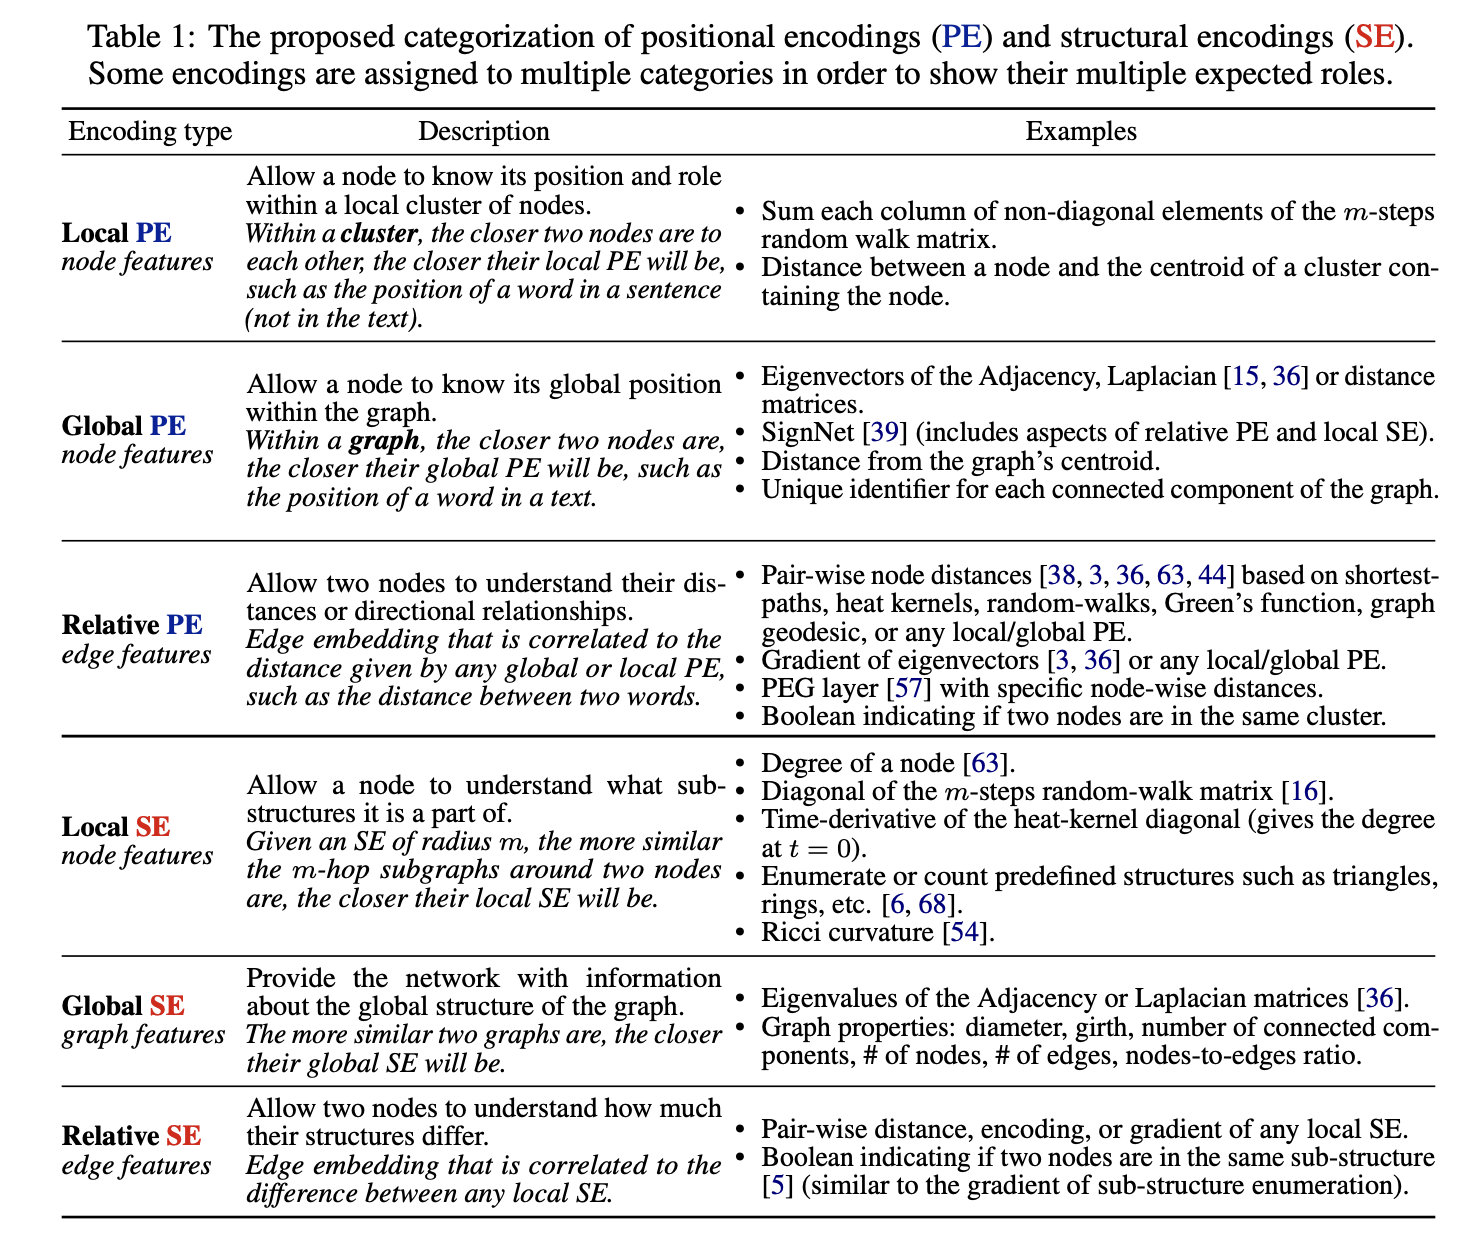 Table 1: The proposed categorization of positional encodings (PE) and structural encodings (SE).
Some encodings are assigned to multiple categories in order to show their multiple expected roles.
Encoding type Description Examples
Local PE
node features
Allow a node to know its position and role
within a local cluster of nodes.
Within a cluster, the closer two nodes are to
each other, the closer their local PE will be,
such as the position of a word in a sentence
(not in the text).
• Sum each column of non-diagonal elements of the m-steps
random walk matrix.
• Distance between a node and the centroid of a cluster con-
taining the node.
Global PE
node features
Allow a node to know its global position
within the graph.
Within a graph, the closer two nodes are,
the closer their global PE will be, such as
the position of a word in a text.
• Eigenvectors of the Adjacency, Laplacian [15, 36] or distance
matrices.
• SignNet [39] (includes aspects of relative PE and local SE).
• Distance from the graph's centroid.
• Unique identifier for each connected component of the graph.
Relative PE
edge features
Allow two nodes to understand their dis-
tances or directional relationships.
Edge embedding that is correlated to the
distance given by any global or local PE,
such as the distance between two words.
• Pair-wise node distances [38, 3, 36, 63, 44] based on shortest-
paths, heat kernels, random-walks, Green's function, graph
geodesic, or any local/global PE.
• Gradient of eigenvectors [3, 36] or any local/global PE.
• PEG layer [57] with specific node-wise distances.
• Boolean indicating if two nodes are in the same cluster.
Local SE
node features
Allow a node to understand what sub-
structures it is a part of.
Given an SE of radius m, the more similar
the m-hop subgraphs around two nodes
are, the closer their local SE will be.
• Degree of a node [63].
• Diagonal of the m-steps random-walk matrix [16].
• Time-derivative of the heat-kernel diagonal (gives the degree
at t = 0).
• Enumerate or count predefined structures such as triangles,
rings, etc. [6, 68].
• Ricci curvature [54].
Global SE
graph features
Provide the network with information
about the global structure of the graph.
The more similar two graphs are, the closer
their global SE will be.
• Eigenvalues of the Adjacency or Laplacian matrices [36].
• Graph properties: diameter, girth, number of connected com-
ponents, # of nodes, # of edges, nodes-to-edges ratio.
Relative SE
edge features
Allow two nodes to understand how much
their structures differ.
Edge embedding that is correlated to the
difference between any local SE.
• Pair-wise distance, encoding, or gradient of any local SE.
• Boolean indicating if two nodes are in the same sub-structure
[5] (similar to the gradient of sub-structure enumeration).